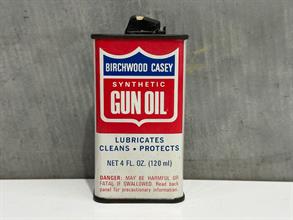 BIRCHWOOD CASEY
SYNTHETIC
GUN OIL
LUBRICATES
CLEANS • PROTECTS
NET 4 FL. OZ. (120 ml)
DANGER: MAY BE HARMFUL OR
FATAL IF SWALLOWED. Read back
panel for precautionary information.